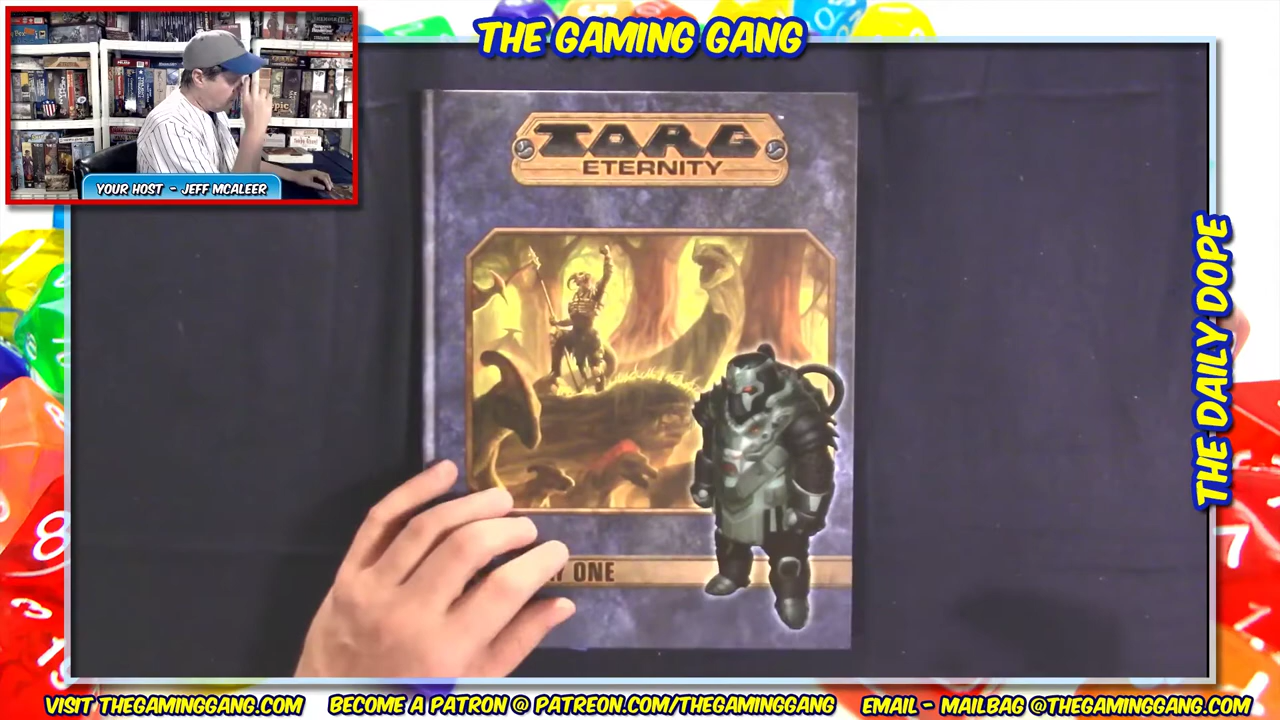 THE GAMING GANG
YOUR HOST - JEFF MCALEER
TORG
ETERNITY
ONE
THE DAILY DOPE
VISIT THEGAMINGGANG.COM
BECOME A PATRON @ PATREON.COM/THEGAMINGGANG
EMAIL - MAILBAG @THEGAMINGGANG.COM